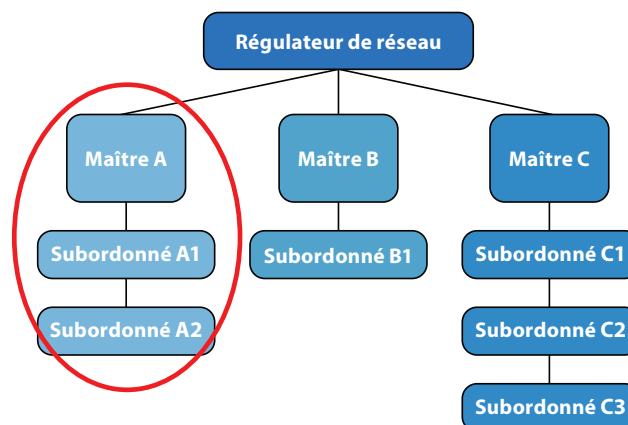 Régulateur de réseau
Maître A
Maître B
Maître C
Subordonné A1
Subordonné B1
Subordonné C1
Subordonné A2
Subordonné C2
Subordonné C3